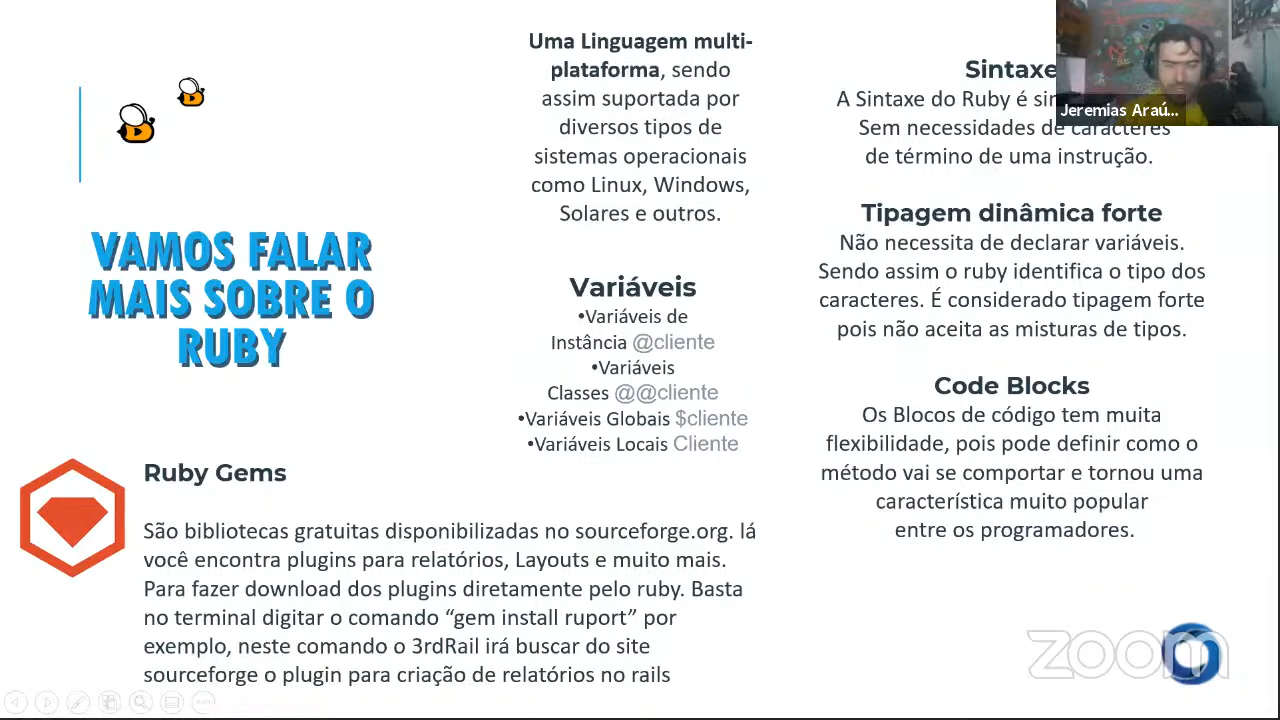 VAMOS FALAR
MAIS SOBRE O
RUBY
Uma Linguagem multi-
plataforma, sendo
assim suportada por
diversos tipos de
sistemas operacionais
como Linux, Windows,
Solares e outros.
Variáveis
•Variáveis de
Instância @cliente
•Variáveis
Classes @@cliente
•Variáveis Globais $cliente
•Variáveis Locais Cliente
Ruby Gems
São bibliotecas gratuitas disponibilizadas no sourceforge.org. lá
você encontra plugins para relatórios, Layouts e muito mais.
Para fazer download dos plugins diretamente pelo ruby. Basta
no terminal digitar o comando “gem install ruport” por
exemplo, neste comando o 3rdRail irá buscar do site
sourceforge o plugin para criação de relatórios no rails
Sintaxe
A Sintaxe do Ruby é
Sem necessidades de caracteres
de término de uma instrução.
Tipagem dinâmica forte
Não necessita de declarar variáveis.
Sendo assim o ruby identifica o tipo dos
caracteres. É considerado tipagem forte
pois não aceita as misturas de tipos.
Code Blocks
Os Blocos de código tem muita
flexibilidade, pois pode definir como o
método vai se comportar e tornou uma
característica muito popular
entre os programadores.
Jeremias Araú...
zoom